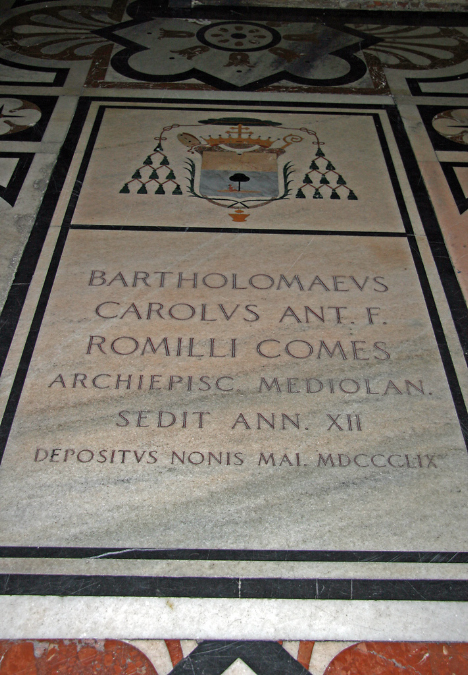 BARTHOLOMAEVS
CAROLVS ANT. F.
ROMILLI COMES
ARCHIEPISC. MEDIOLAN.
SEDIT ANN. XII
DEPOSITVS NONIS MAI. MDCCCLIX